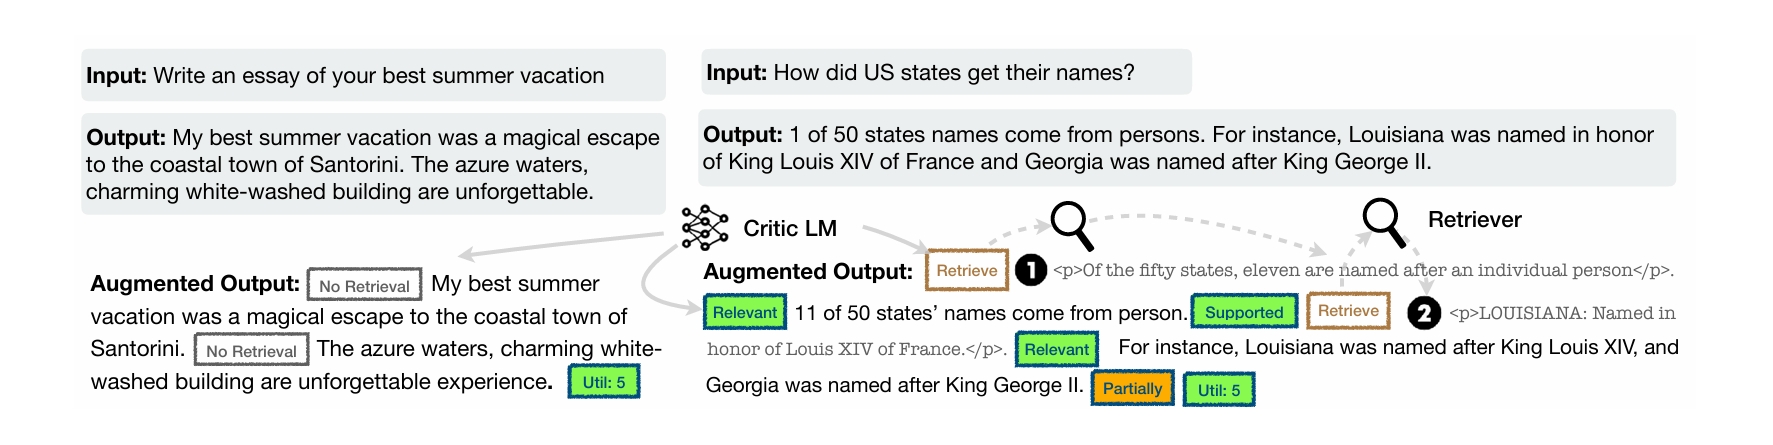 Input: Write an essay of your best summer vacation
Output: My best summer vacation was a magical escape
to the coastal town of Santorini. The azure waters,
charming white-washed building are unforgettable.
Augmented Output: No Retrieval My best summer
vacation was a magical escape to the coastal town of
Santorini. No Retrieval The azure waters, charming white-
washed building are unforgettable experience. Util: 5
Input: How did US states get their names?
Output: 1 of 50 states names come from persons. For instance, Louisiana was named in honor
of King Louis XIV of France and Georgia was named after King George II.
Critic LM
Retriever
Augmented Output: Retrieve 1 <p>Of the fifty states, eleven are named after an individual person</p>.
Relevant 11 of 50 states’ names come from person. Supported Retrieve 2 <p>LOUISIANA: Named in
honor of Louis XIV of France.</p>. Relevant For instance, Louisiana was named after King Louis XIV, and
Georgia was named after King George II. Partially Util: 5